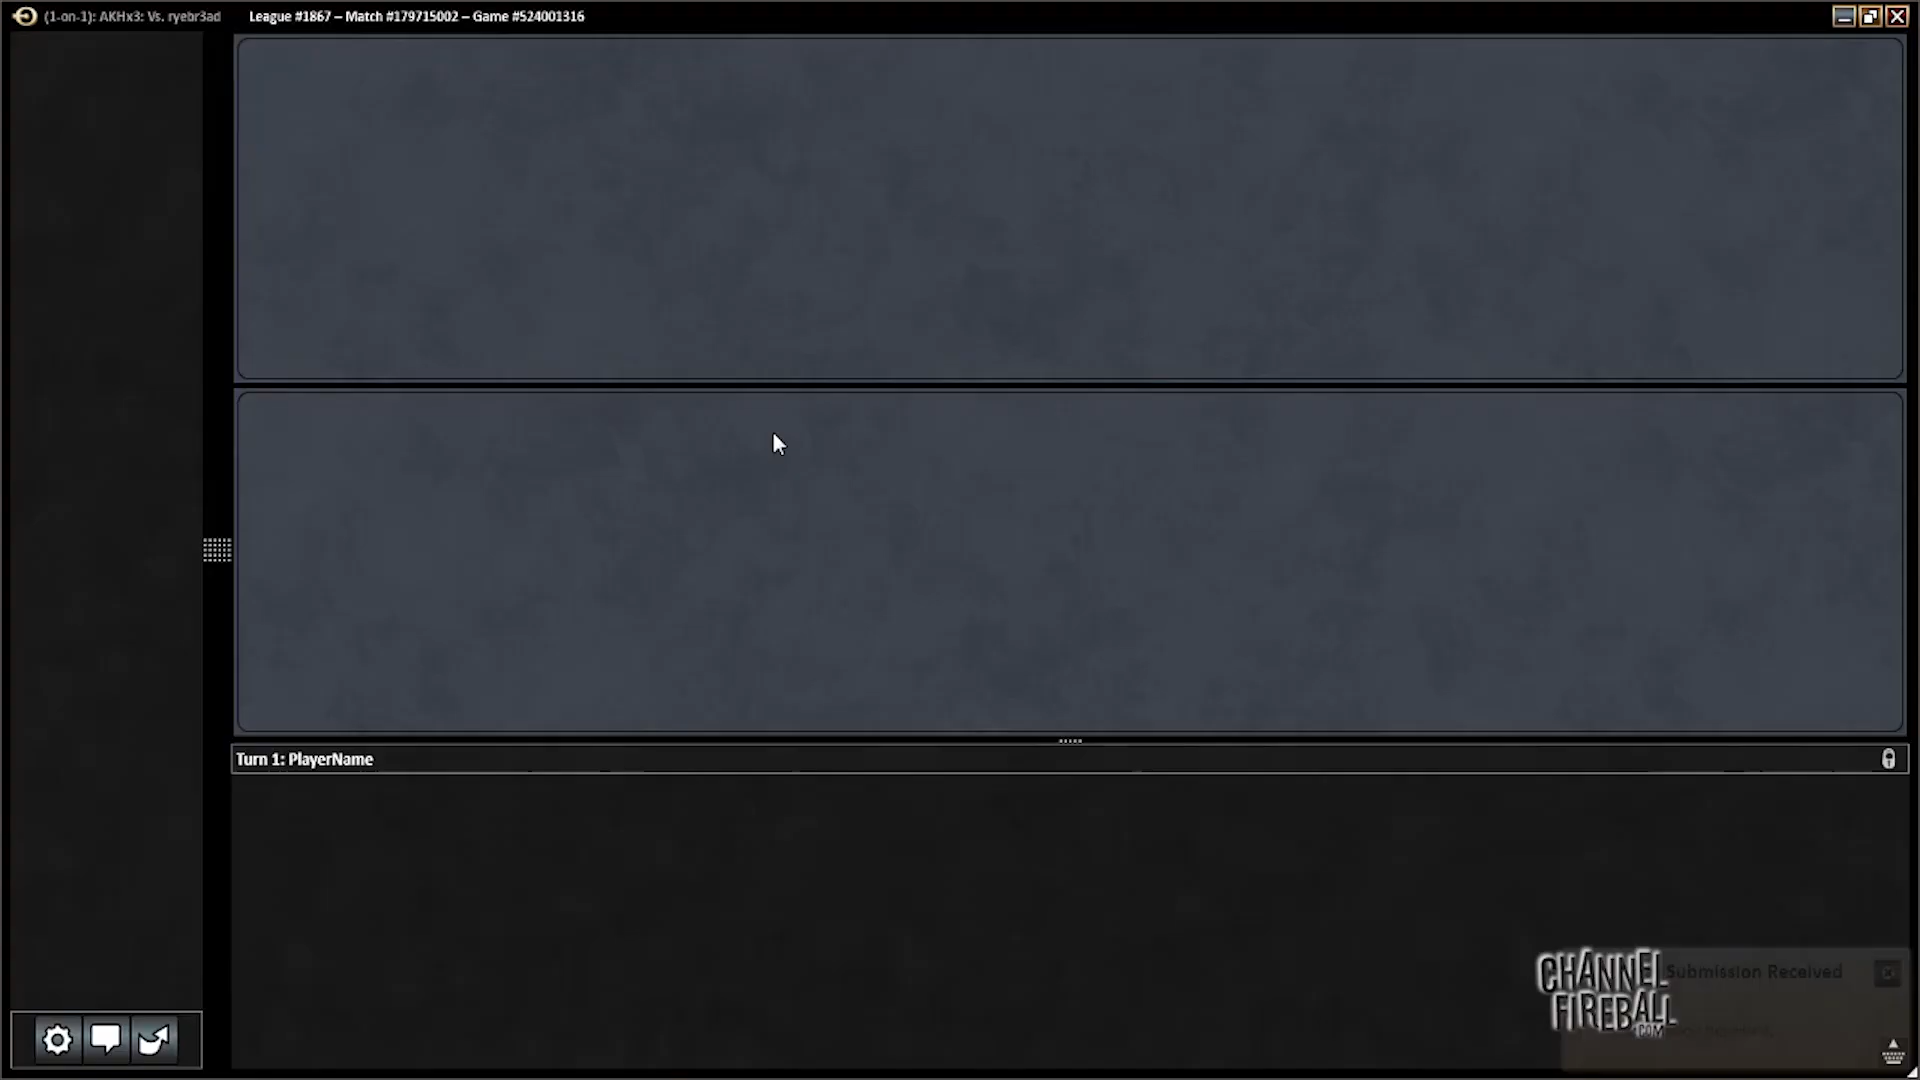 (1-on-1): AKHx3: Vs. ryebr3ad
League #1867 – Match #179715002 – Game #524001316
Turn 1: PlayerName
CHANNEL
FIREBALL
.COM
Submission Received